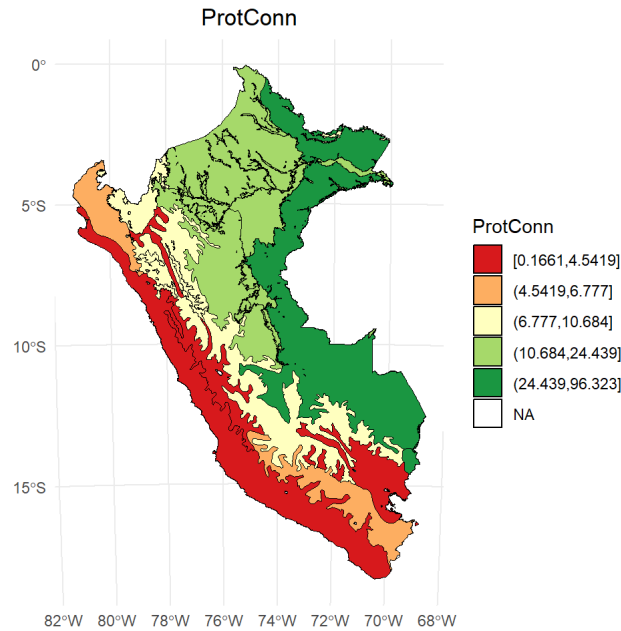 ProtConn
0°
5°S
10°S
15°S
82°W 80°W 78°W 76°W 74°W 72°W 70°W 68°W
ProtConn
[0.1661,4.5419]
(4.5419,6.777]
(6.777,10.684]
(10.684,24.439]
(24.439,96.323]
NA